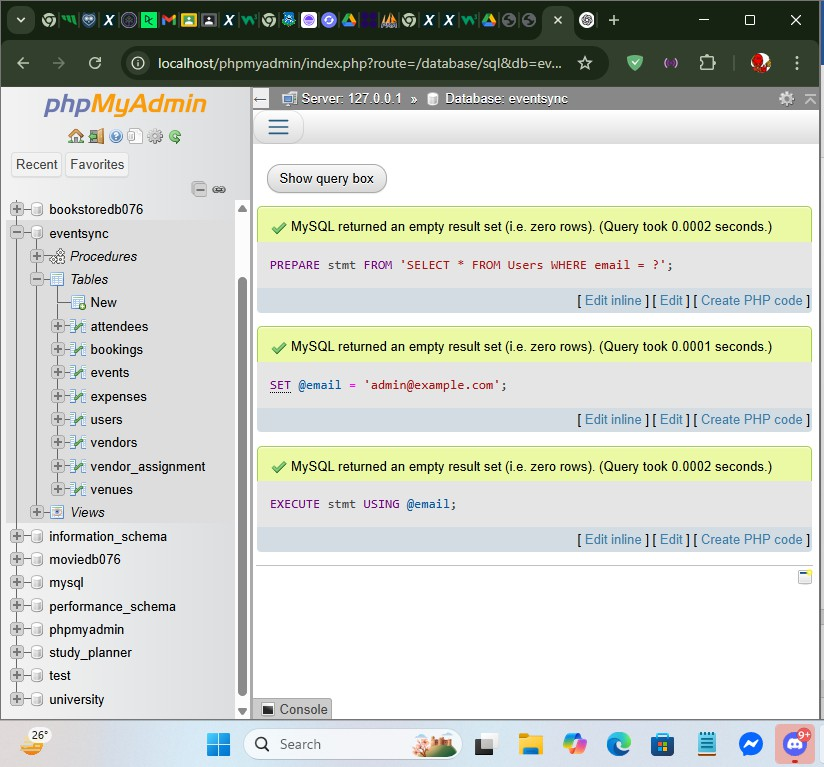 localhost/phpmyadmin/index.php?route=/database/sql&db=ev...
phpMyAdmin
Recent
Favorites
bookstoredb076
eventsync
Procedures
Tables
New
attendees
bookings
events
expenses
users
vendors
vendor_assignment
venues
Views
information_schema
moviedb076
mysql
performance_schema
phpmyadmin
study_planner
test
university
Server: 127.0.0.1 » Database: eventsync
Show query box
MySQL returned an empty result set (i.e. zero rows). (Query took 0.0002 seconds.)
PREPARE stmt FROM 'SELECT * FROM Users WHERE email = ?';
[ Edit inline ] [ Edit ] [ Create PHP code ]
MySQL returned an empty result set (i.e. zero rows). (Query took 0.0001 seconds.)
SET @email = 'admin@example.com';
[ Edit inline ] [ Edit ] [ Create PHP code ]
MySQL returned an empty result set (i.e. zero rows). (Query took 0.0002 seconds.)
EXECUTE stmt USING @email;
[ Edit inline ] [ Edit ] [ Create PHP code ]
Console
26°
Search
9+